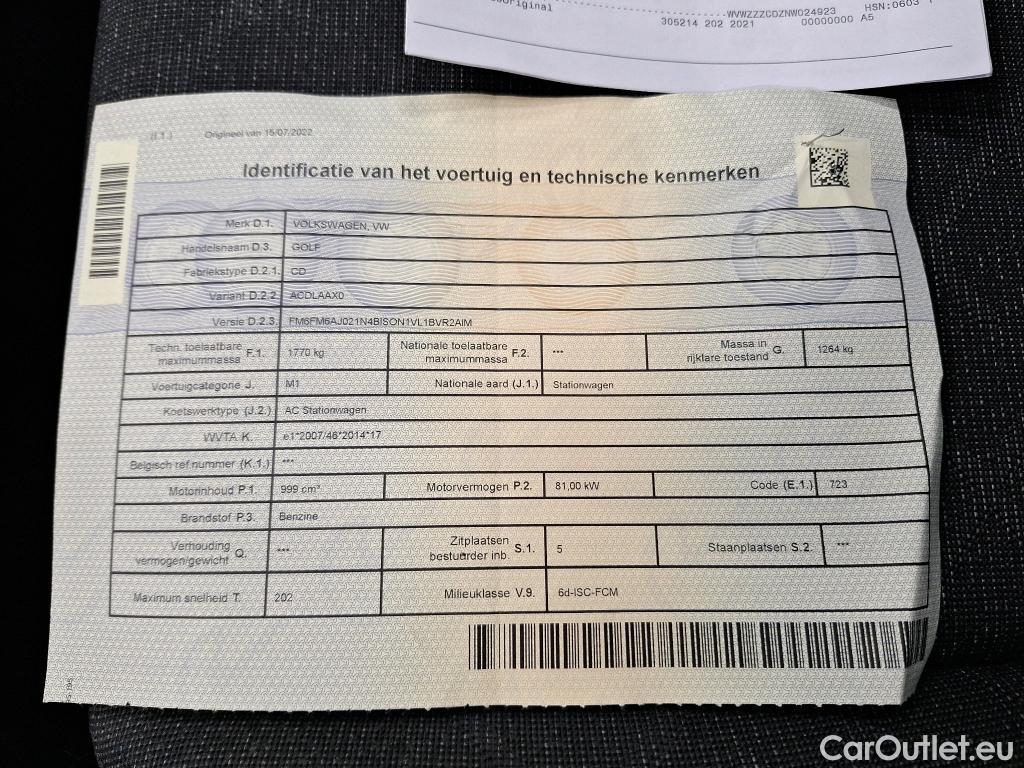 Original
WVWZZZCDZNW024923 HSN:0603
305214 202 2021 00000000 A5
(I.1.) Origineel van 15/07/2022
Identificatie van het voertuig en technische kenmerken
Merk D.1. VOLKSWAGEN, VW
Handelsnaam D.3. GOLF
Fabriekstype D.2.1. CD
Variant D.2.2. ACDLAAX0
Versie D.2.3. FM6FM6AJ021N4BISON1VL1BVR2AIM
Techn. toelaatbare maximummassa F.1. 1770 kg Nationale toelaatbare maximummassa F.2. *** Massa in rijklare toestand G. 1264 kg
Voertuigcategorie J. M1 Nationale aard (J.1.) Stationwagen
Koetswerktype (J.2.) AC Stationwagen
WVTA K. e1*2007/46*2014*17
Belgisch ref nummer (K.1.) ***
Motorinhoud P.1. 999 cm³ Motorvermogen P.2. 81,00 kW Code (E.1.) 723
Brandstof P.3. Benzine
Verhouding vermogen/gewicht Q. *** Zitplaatsen bestuurder inb. S.1. 5 Staanplaatsen S.2. ***
Maximum snelheid T. 202 Milieuklasse V.9. 6d-ISC-FCM
CarOutlet.eu